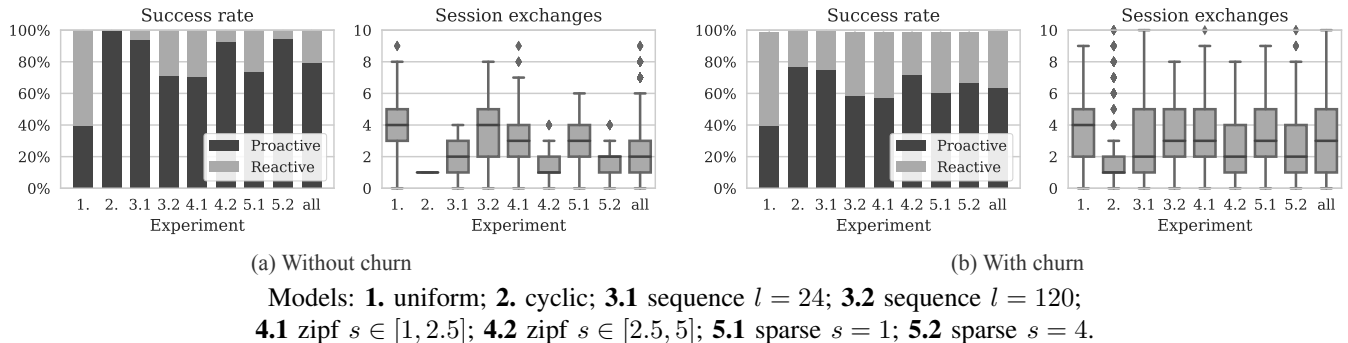 Success rate
Session exchanges
Success rate
Session exchanges
100%
80%
60%
40%
20%
0%
Proactive
Reactive
1. 2. 3.1 3.2 4.1 4.2 5.1 5.2 all
Experiment
10
8
6
4
2
0
1. 2. 3.1 3.2 4.1 4.2 5.1 5.2 all
Experiment
100%
80%
60%
40%
20%
0%
Proactive
Reactive
1. 2. 3.1 3.2 4.1 4.2 5.1 5.2 all
Experiment
10
8
6
4
2
0
1. 2. 3.1 3.2 4.1 4.2 5.1 5.2 all
Experiment
(a) Without churn
(b) With churn
Models: 1. uniform; 2. cyclic; 3.1 sequence l = 24; 3.2 sequence l = 120;
4.1 zipf s ∈ [1, 2.5]; 4.2 zipf s ∈ [2.5, 5]; 5.1 sparse s = 1; 5.2 sparse s = 4.